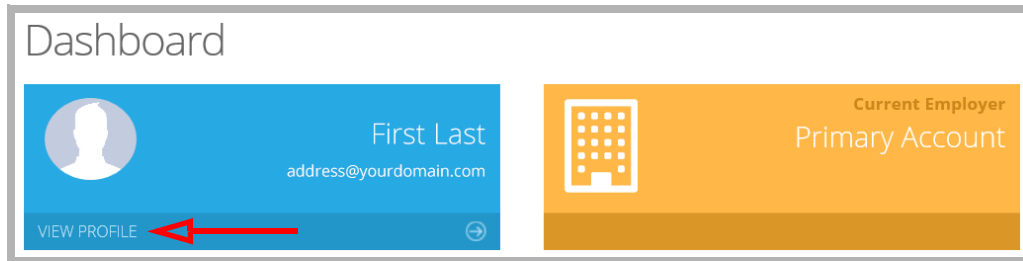 Dashboard
First Last
address@yourdomain.com
VIEW PROFILE
Current Employer
Primary Account